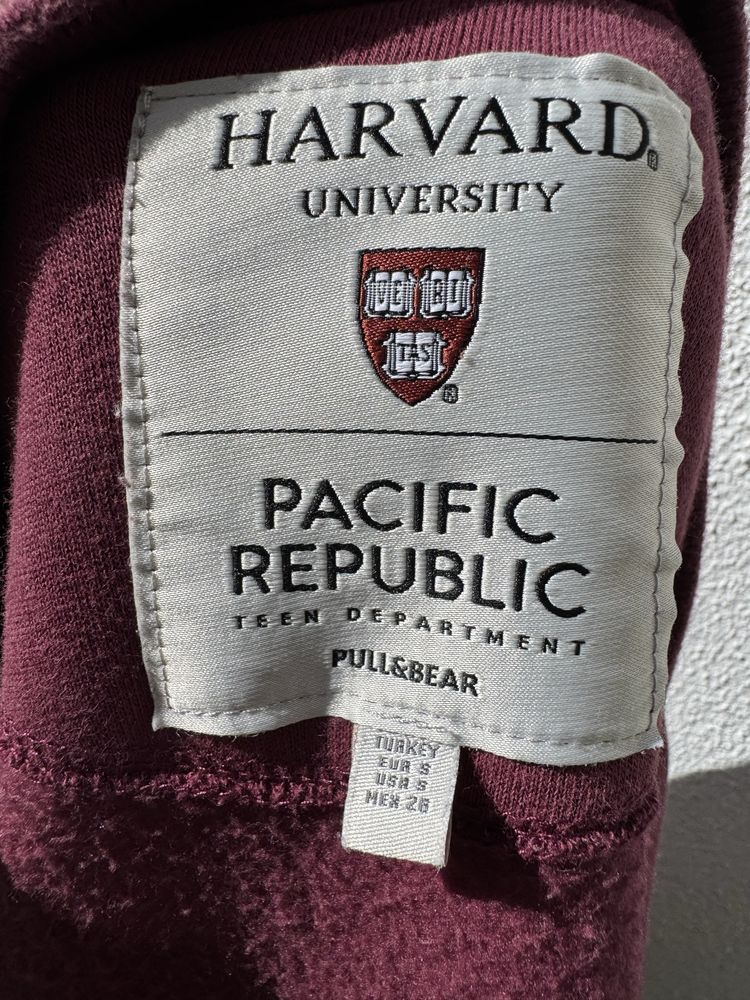 HARVARD®
UNIVERSITY
VE RI
TAS
®
PACIFIC
REPUBLIC
TEEN DEPARTMENT
PULL&BEAR
TURKEY
EUR S
USA S
MEX 26